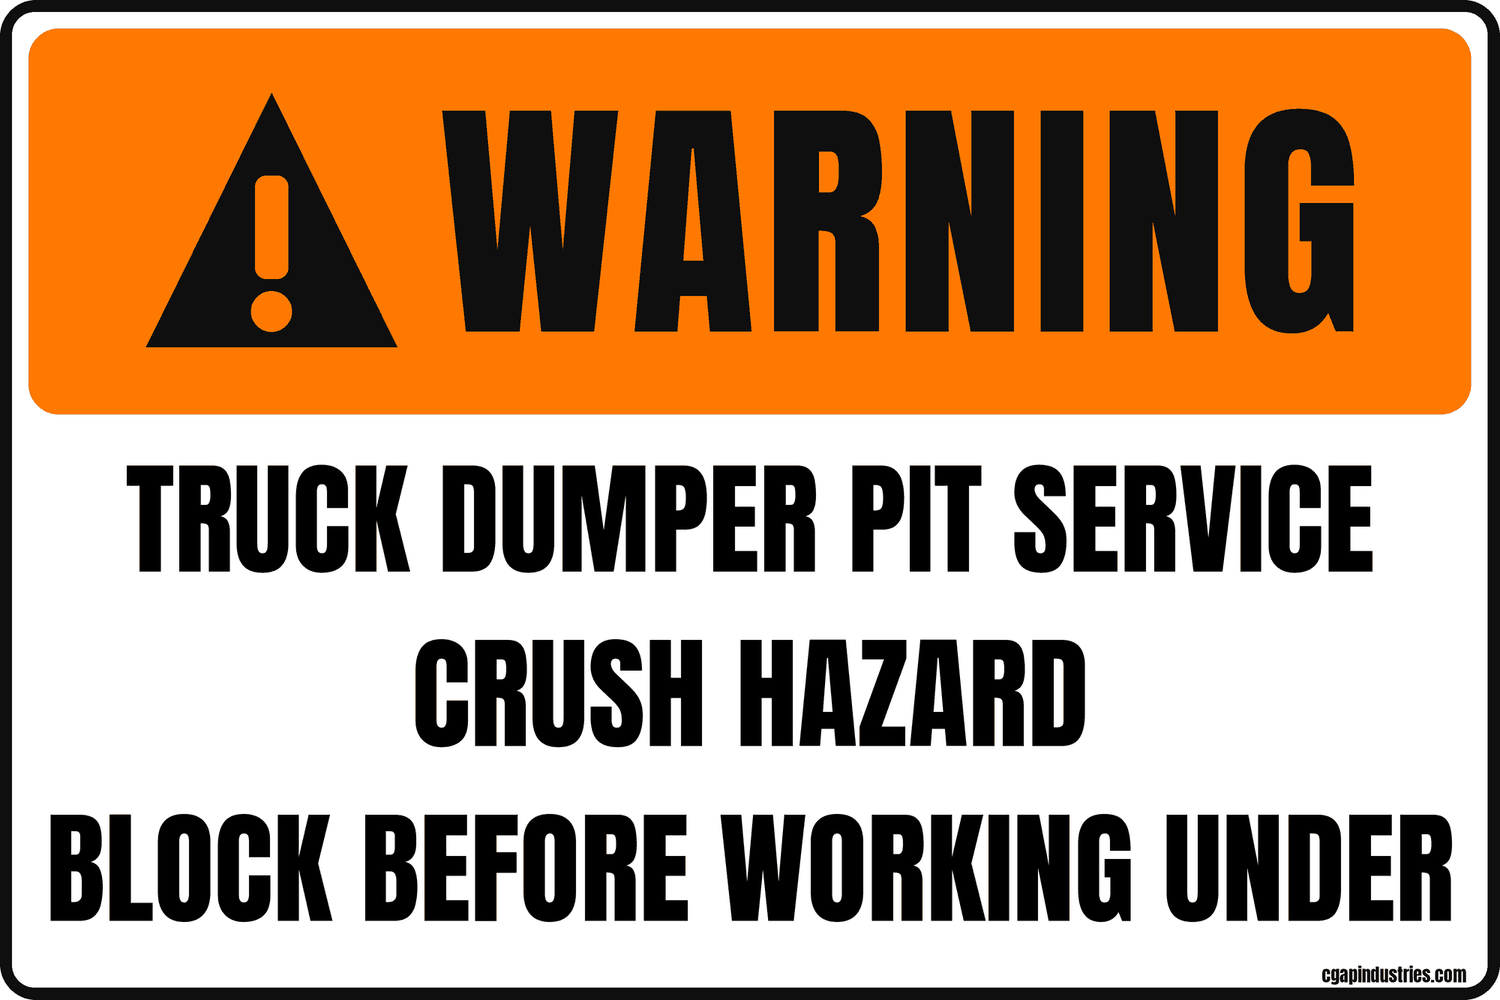 WARNING
TRUCK DUMPER PIT SERVICE
CRUSH HAZARD
BLOCK BEFORE WORKING UNDER
cgapindustries.com